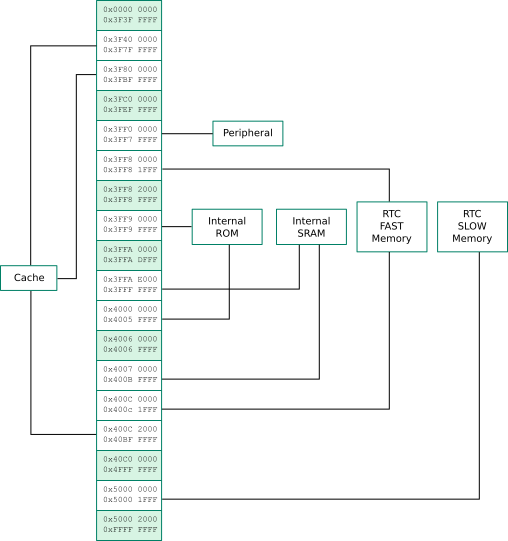 0x0000 0000
0x3F3F FFFF
0x3F40 0000
0x3F7F FFFF
0x3F80 0000
0x3FBF FFFF
0x3FC0 0000
0x3FEF FFFF
0x3FF0 0000
0x3FF7 FFFF
Peripheral
0x3FF8 0000
0x3FF8 1FFF
0x3FF8 2000
0x3FF8 FFFF
0x3FF9 0000
0x3FF9 FFFF
Internal
ROM
Internal
SRAM
RTC
FAST
Memory
RTC
SLOW
Memory
0x3FFA 0000
0x3FFA DFFF
Cache
0x3FFA E000
0x3FFF FFFF
0x4000 0000
0x4005 FFFF
0x4006 0000
0x4006 FFFF
0x4007 0000
0x400B FFFF
0x400C 0000
0x400c 1FFF
0x400C 2000
0x40BF FFFF
0x40C0 0000
0x4FFF FFFF
0x5000 0000
0x5000 1FFF
0x5000 2000
0xFFFF FFFF